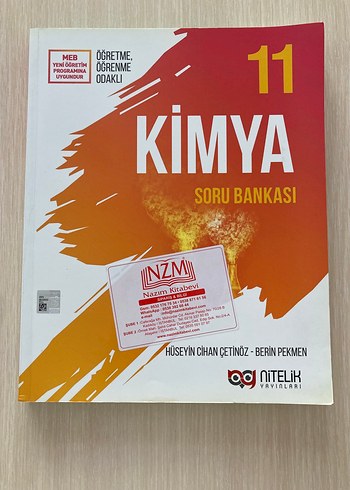 MEB
YENİ ÖĞRETİM
PROGRAMINA
UYGUNDUR
ÖĞRETME,
ÖĞRENME
ODAKLI
11
KİMYA
SORU BANKASI
NZM
Nazım Kitabevi
HÜSEYİN CİHAN ÇETİNÖZ - BERİN PEKMEN
NİTELİK
YAYINLARI